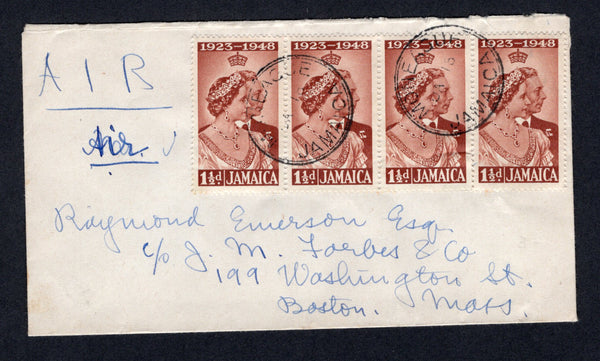 1923-1948 1923-1948 1923-1948 1923-1948
AIR
Air.
1½d JAMAICA 1½d JAMAICA 1½d JAMAICA 1½d JAMAICA
JAMAICA JAMAICA
Raymond Emerson Esq.
c/o J. M. Forbes & Co
199 Washington St.
Boston. Mass.